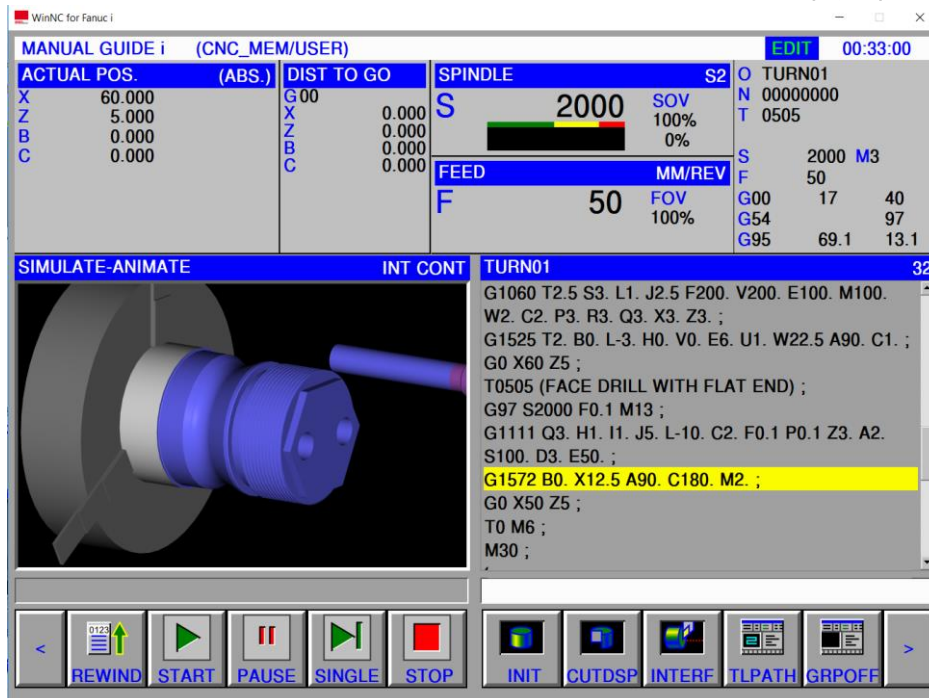 WinNC for Fanuc i
MANUAL GUIDE i (CNC_MEM/USER) EDIT 00:33:00
ACTUAL POS. (ABS.)
X 60.000
Z 5.000
B 0.000
C 0.000
DIST TO GO
G00
X 0.000
Z 0.000
B 0.000
C 0.000
SPINDLE S2
S 2000 SOV
100%
0%
FEED MM/REV
F 50 FOV
100%
O TURN01
N 00000000
T 0505
S 2000 M3
F 50
G00 17 40
G54 97
G95 69.1 13.1
SIMULATE-ANIMATE INT CONT
TURN01 32
G1060 T2.5 S3. L1. J2.5 F200. V200. E100. M100.
W2. C2. P3. R3. Q3. X3. Z3. ;
G1525 T2. B0. L-3. H0. V0. E6. U1. W22.5 A90. C1. ;
G0 X60 Z5 ;
T0505 (FACE DRILL WITH FLAT END) ;
G97 S2000 F0.1 M13 ;
G1111 Q3. H1. I1. J5. L-10. C2. F0.1 P0.1 Z3. A2.
S100. D3. E50. ;
G1572 B0. X12.5 A90. C180. M2. ;
G0 X50 Z5 ;
T0 M6 ;
M30 ;
< REWIND START PAUSE SINGLE STOP INIT CUTDSP INTERF TLPATH GRPOFF >
0123